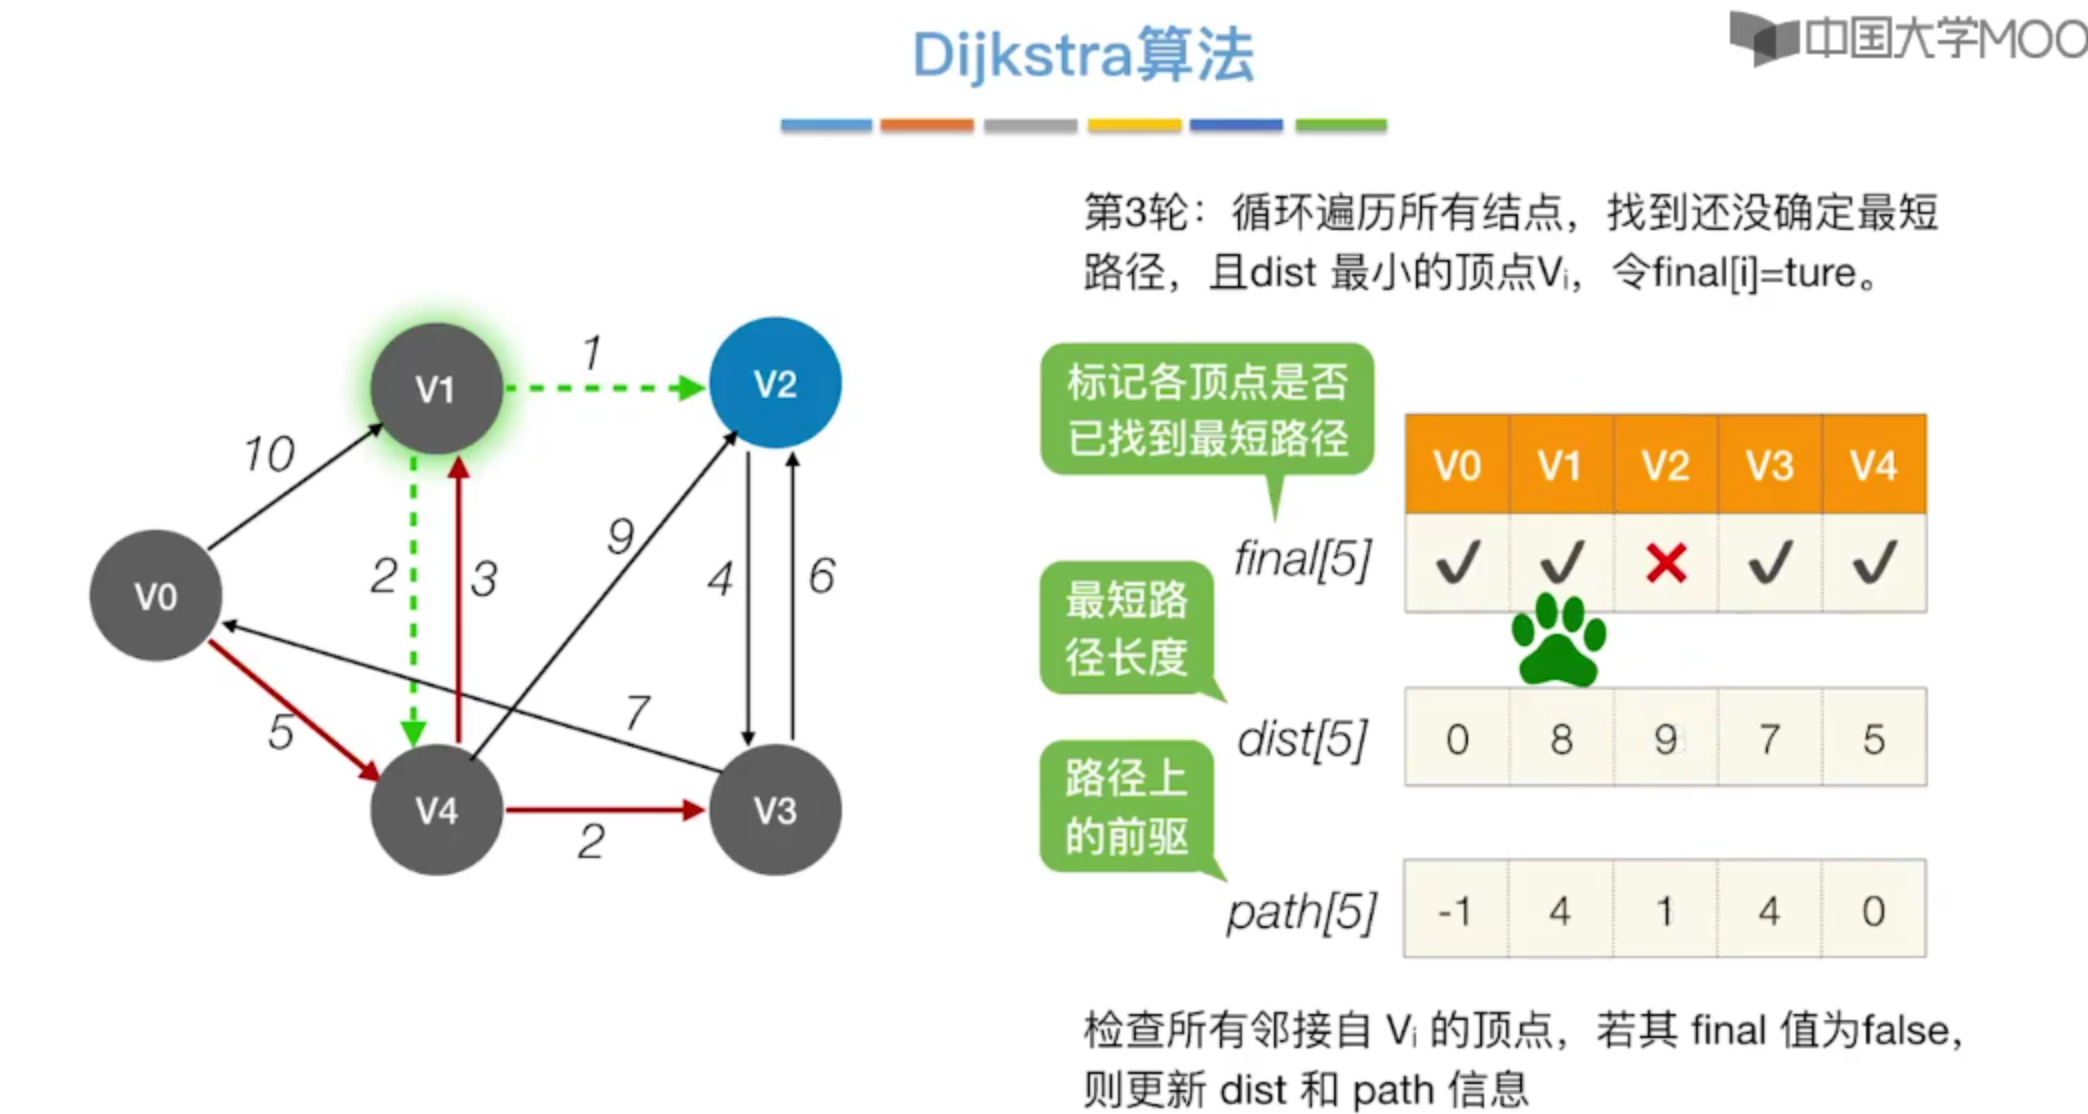 Dijkstra算法
中国大学MOO
第3�：循环遍历所有结点，找到还没确定最短
路径，且dist 最小的顶点Vi，令final[i]=ture。
标记各顶点是否
已找到最短路径
V0 V1 V2 V3 V4
final[5] ✓ ✓ ✕ ✓ ✓
最短路
径长度
dist[5] 0 8 9 7 5
路径上
的前驱
path[5] -1 4 1 4 0
检查所有邻接自 Vi 的顶点，若其 final 值为false，
则更新 dist 和 path 信息
1
V1 V2
10
9
2 3 4 6
V0
7
5
V4 V3
2